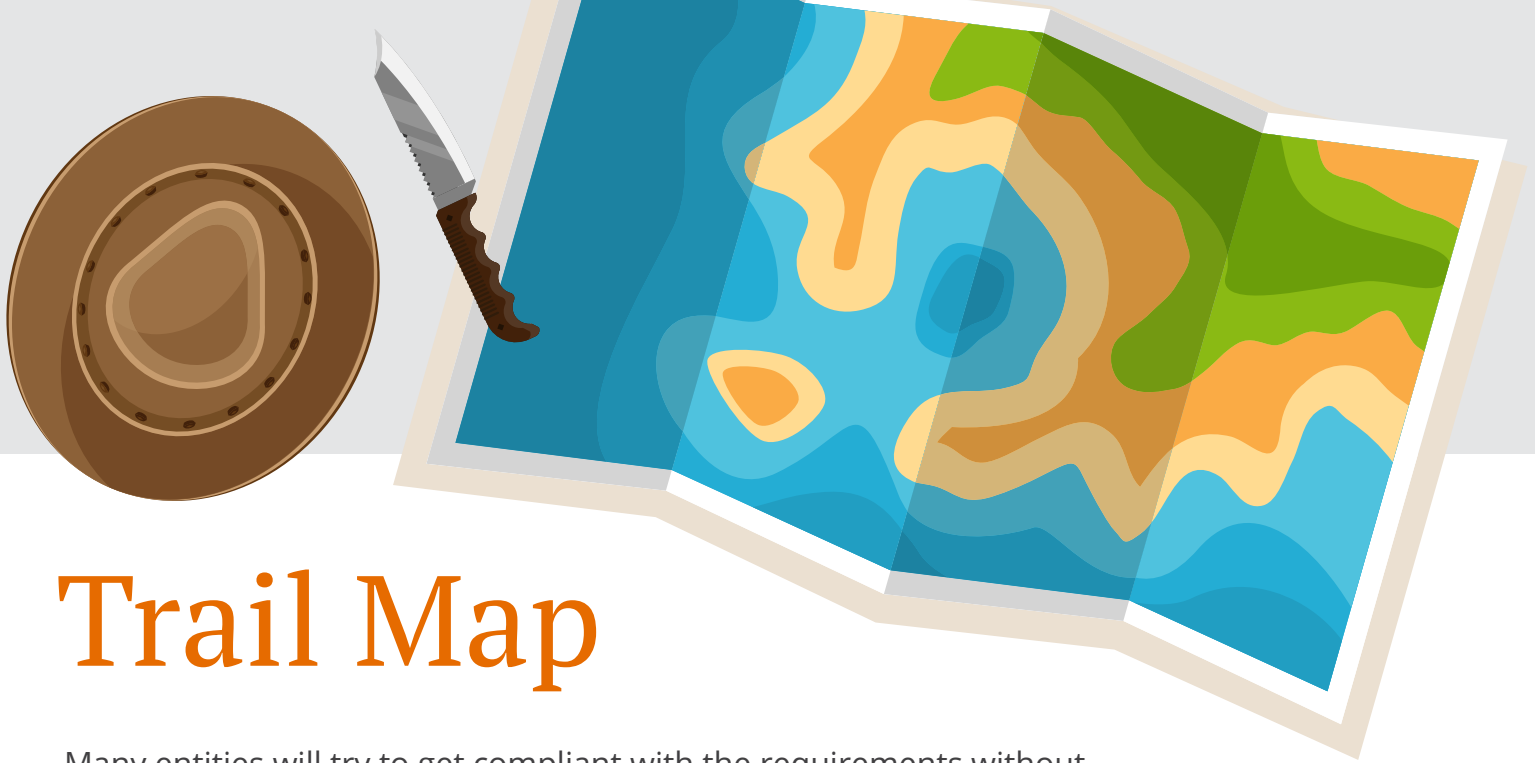 Trail Map
Many entities will try to get compliant with the requirements without